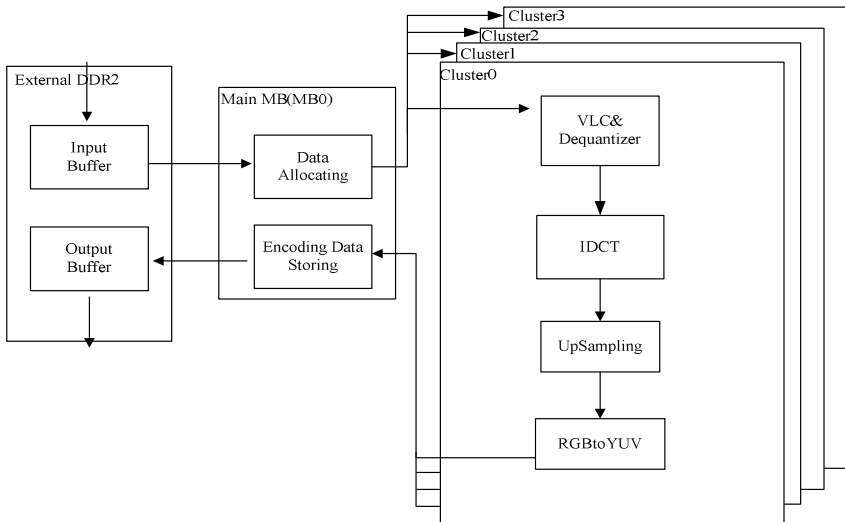 Cluster3
Cluster2
Cluster1
Cluster0
External DDR2
Input
Buffer
Output
Buffer
Main MB(MB0)
Data
Allocating
Encoding Data
Storing
VLC&
Dequantizer
IDCT
UpSampling
RGBtoYUV